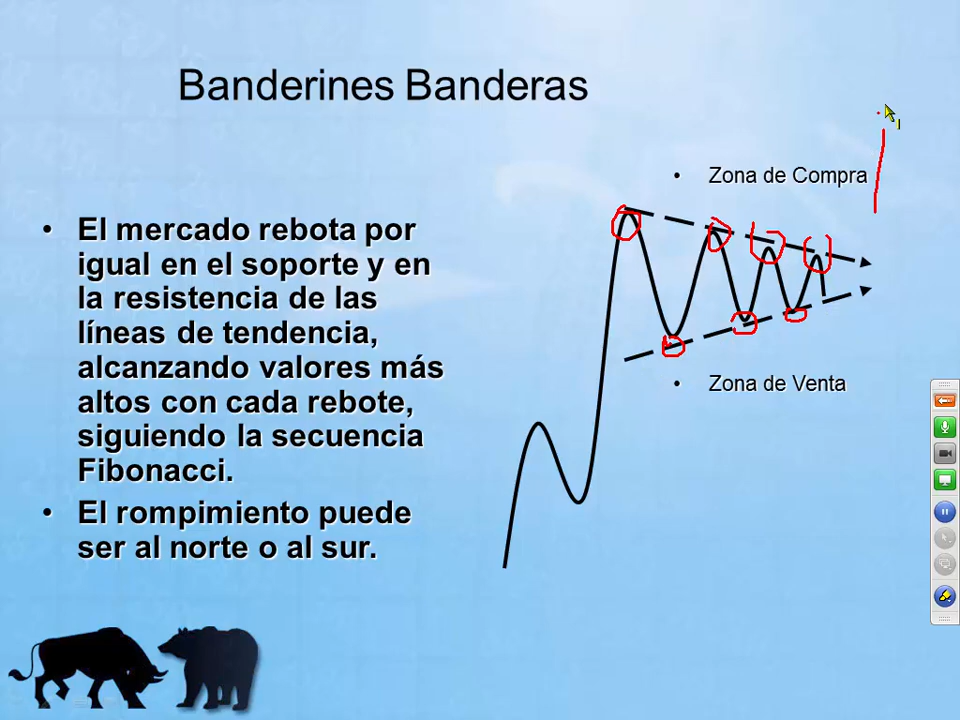 Banderines Banderas
• Zona de Compra
• El mercado rebota por
igual en el soporte y en
la resistencia de las
líneas de tendencia,
alcanzando valores más
altos con cada rebote,
siguiendo la secuencia
Fibonacci.
• El rompimiento puede
ser al norte o al sur.
• Zona de Venta